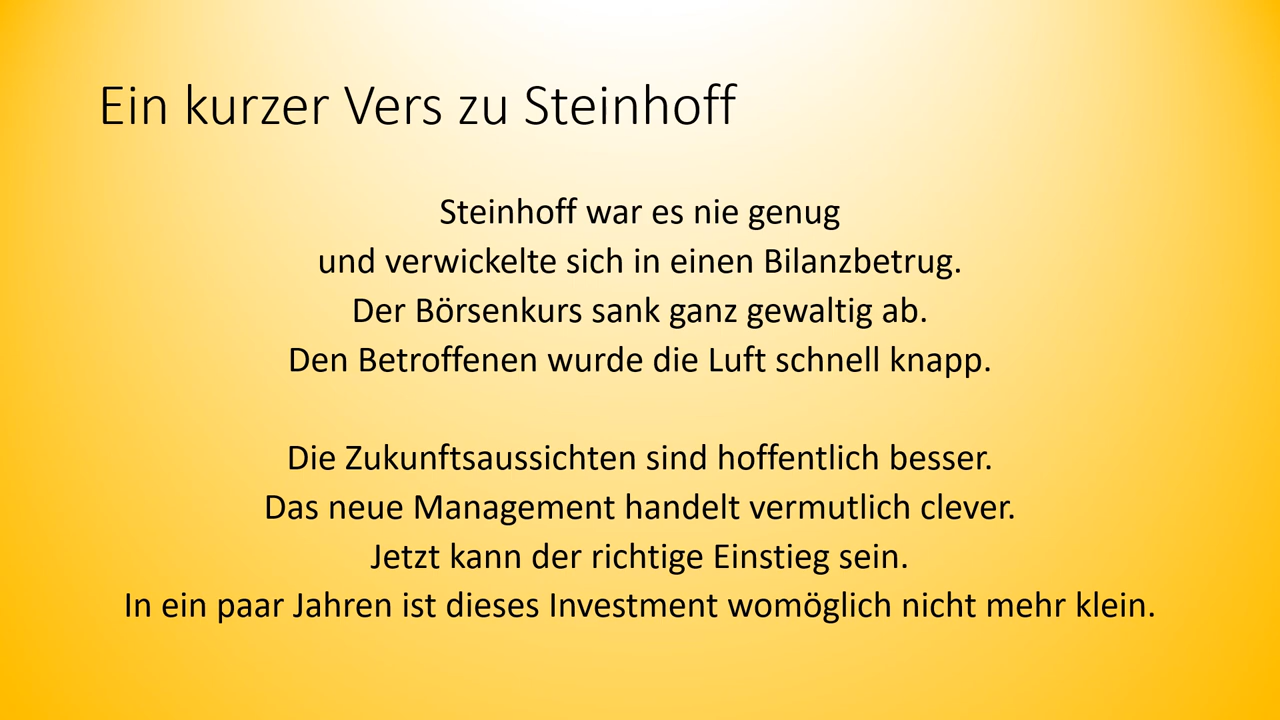 Ein kurzer Vers zu Steinhoff
Steinhoff war es nie genug
und verwickelte sich in einen Bilanzbetrug.
Der Börsenkurs sank ganz gewaltig ab.
Den Betroffenen wurde die Luft schnell knapp.
Die Zukunftsaussichten sind hoffentlich besser.
Das neue Management handelt vermutlich clever.
Jetzt kann der richtige Einstieg sein.
In ein paar Jahren ist dieses Investment womöglich nicht mehr klein.